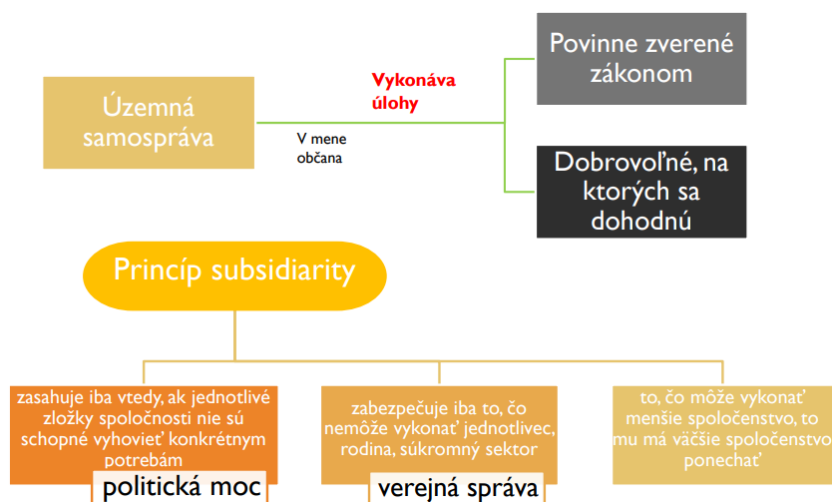 Územná
samospráva
Vykonáva
úlohy
V mene
občana
Povinne zverené
zákonom
Dobrovoľné, na
ktorých sa
dohodnú
Princíp subsidiarity
zasahuje iba vtedy, ak jednotlivé
zložky spoločnosti nie sú
schopné vyhovieť konkrétnym
potrebám
politická moc
zabezpečuje iba to, čo
nemôže vykonať jednotlivec,
rodina, súkromný sektor
verejná správa
to, čo môže vykonať
menšie spoločenstvo, to
mu má väčšie spoločenstvo
ponechať